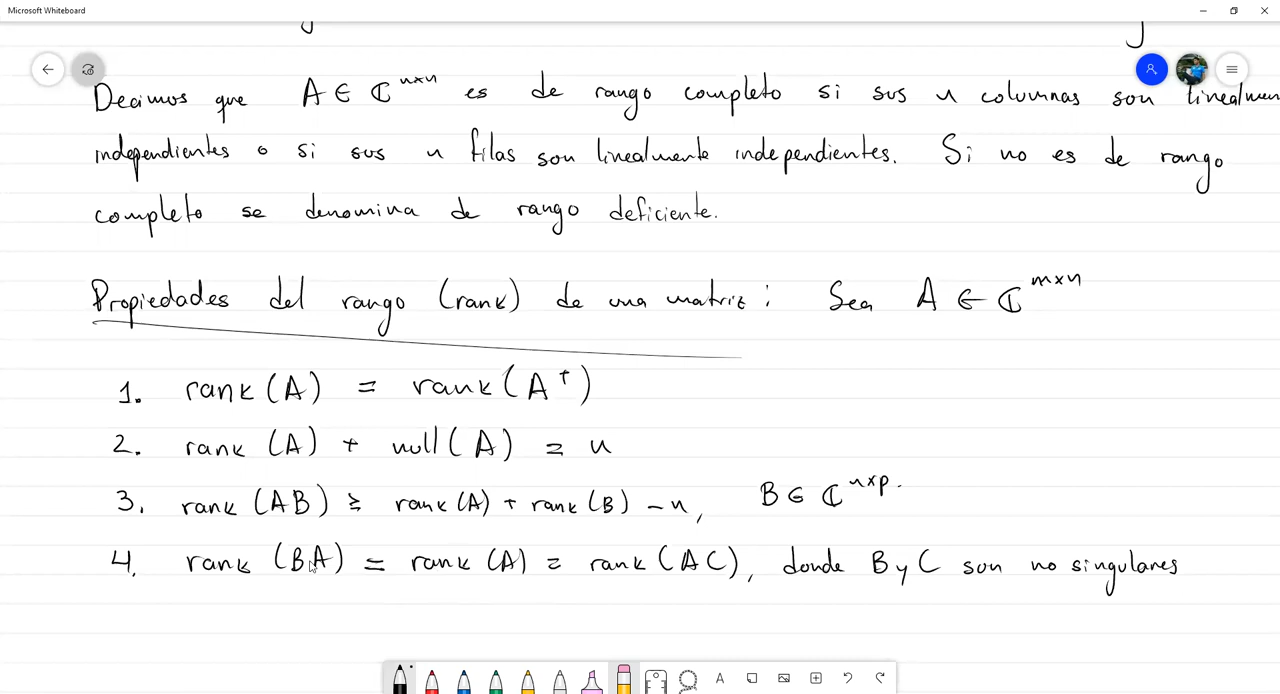 Microsoft Whiteboard
Decimos que A ∈ ℂ^{n×n} es de rango completo si sus n columnas son linealmen
independientes o si sus n filas son linealmente independientes. Si no es de rango
completo se denomina de rango deficiente.
Propiedades del rango (rank) de una matriz: Sea A ∈ ℂ^{m×n}
1. rank (A) = rank (A^†)
2. rank (A) + null (A) = n
3. rank (AB) ≥ rank (A) + rank (B) - n, B ∈ ℂ^{n×p}.
4. rank (BA) = rank (A) = rank (AC), donde B y C son no singulares